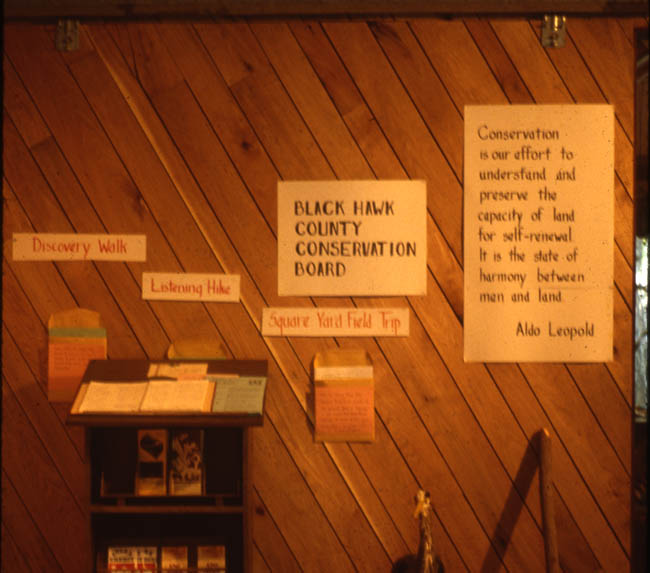 Conservation
is our effort to
understand and
preserve the
capacity of land
for self-renewal.
It is the state of
harmony between
men and land.
Aldo Leopold
BLACK HAWK
COUNTY
CONSERVATION
BOARD
Discovery Walk
Listening Hike
Square Yard Field Trip